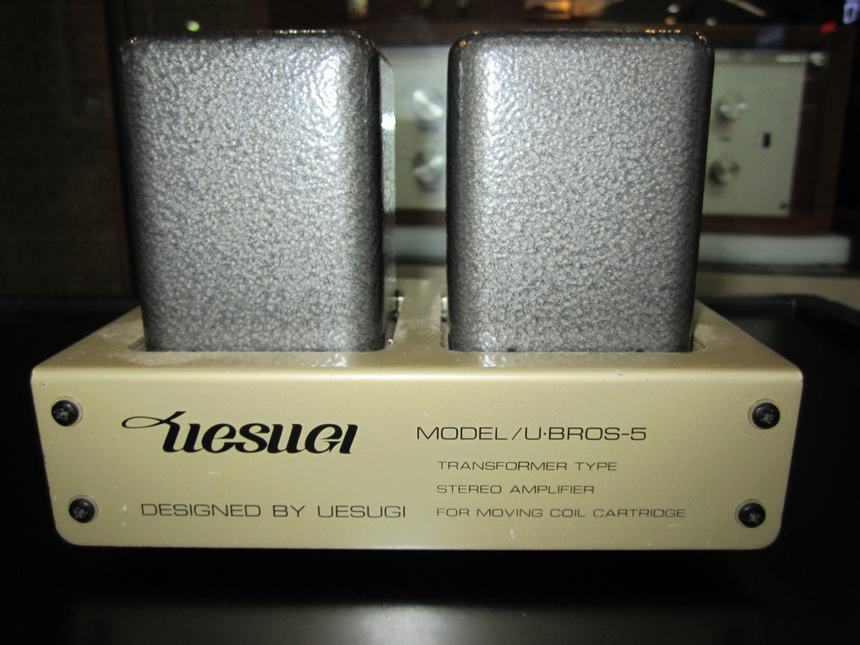 UESUGI
DESIGNED BY UESUGI
MODEL/U·BROS-5
TRANSFORMER TYPE
STEREO AMPLIFIER
FOR MOVING COIL CARTRIDGE